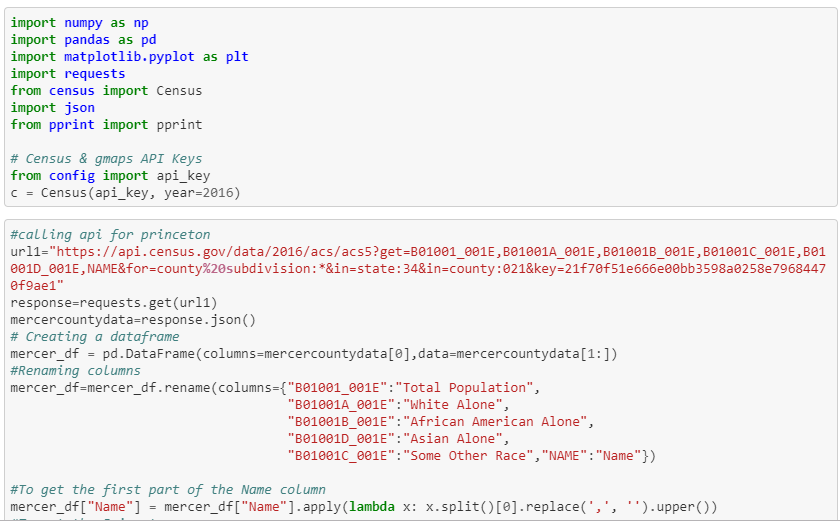 import numpy as np
import pandas as pd
import matplotlib.pyplot as plt
import requests
from census import Census
import json
from pprint import pprint
# Census & gmaps API Keys
from config import api_key
c = Census(api_key, year=2016)
#calling api for princeton
url1="https://api.census.gov/data/2016/acs/acs5?get=B01001_001E,B01001A_001E,B01001B_001E,B01001C_001E,B01
001D_001E,NAME&for=county%20subdivision:*&in=state:34&in=county:021&key=21f70f51e666e00bb3598a0258e7968447
0f9ae1"
response=requests.get(url1)
mercercountydata=response.json()
# Creating a dataframe
mercer_df = pd.DataFrame(columns=mercercountydata[0],data=mercercountydata[1:])
#Renaming columns
mercer_df=mercer_df.rename(columns={"B01001_001E":"Total Population",
"B01001A_001E":"White Alone",
"B01001B_001E":"African American Alone",
"B01001D_001E":"Asian Alone",
"B01001C_001E":"Some Other Race","NAME":"Name"})
#To get the first part of the Name column
mercer_df["Name"] = mercer_df["Name"].apply(lambda x: x.split()[0].replace(',', '').upper())